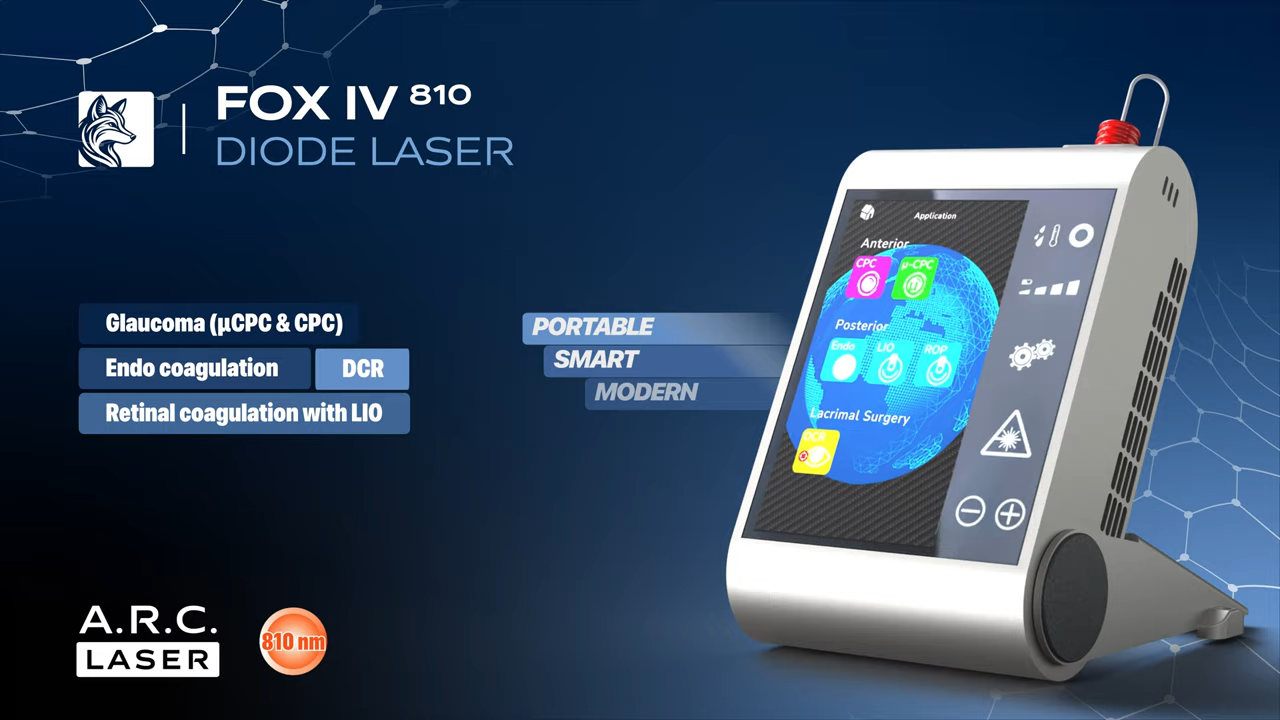 FOX IV 810
DIODE LASER
Glaucoma (µCPC & CPC)
Endo coagulation
DCR
Retinal coagulation with LIO
PORTABLE
SMART
MODERN
Application
Anterior
CPC
µ-CPC
Posterior
Endo
LIO
ROP
Lacrimal Surgery
DCR
A.R.C.
LASER
810 nm